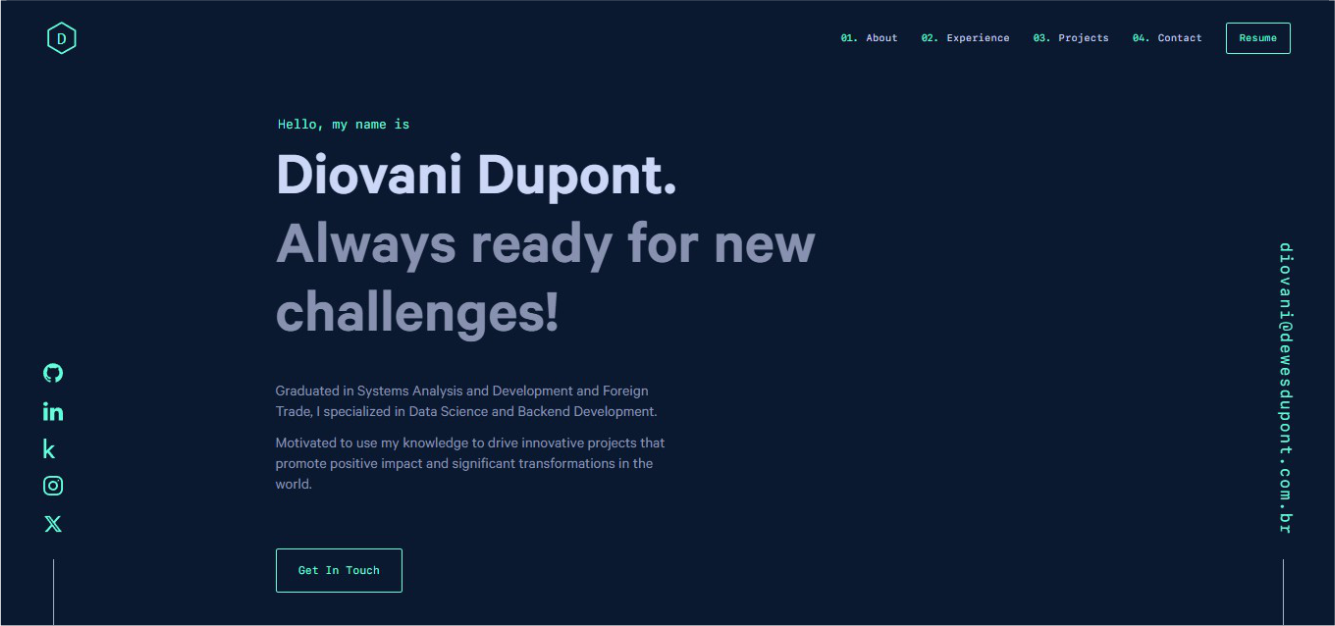 D
01. About 02. Experience 03. Projects 04. Contact Resume
Hello, my name is
Diovani Dupont.
Always ready for new
challenges!
Graduated in Systems Analysis and Development and Foreign
Trade, I specialized in Data Science and Backend Development.
Motivated to use my knowledge to drive innovative projects that
promote positive impact and significant transformations in the
world.
Get In Touch
in
k
diovani@dewesdupont.com.br